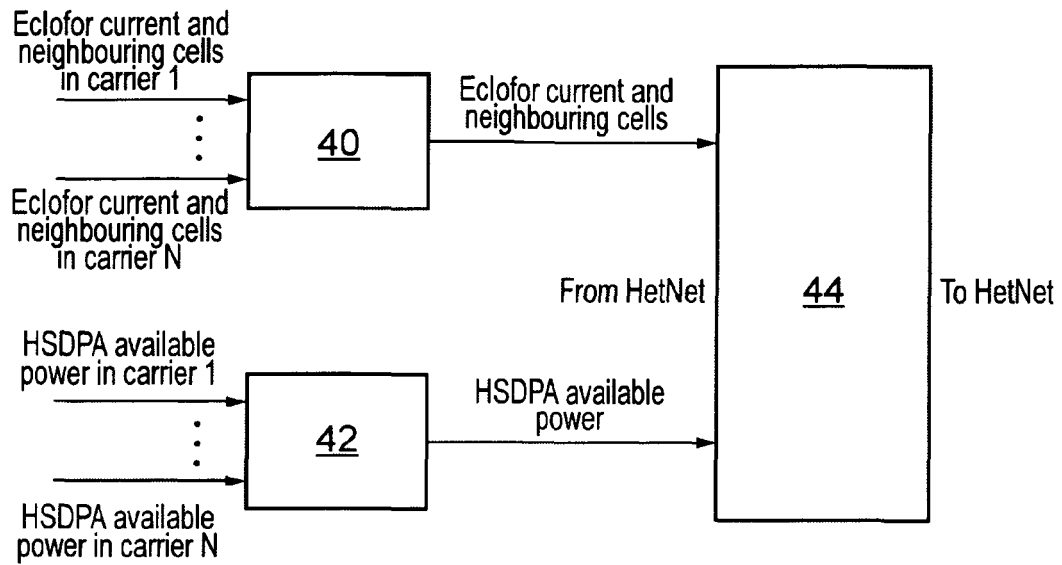 Eclofor current and
neighbouring cells
in carrier 1
40
Eclofor current and
neighbouring cells
Eclofor current and
neighbouring cells
in carrier N
From HetNet
44
To HetNet
HSDPA available
power in carrier 1
42
HSDPA available
power
HSDPA available
power in carrier N